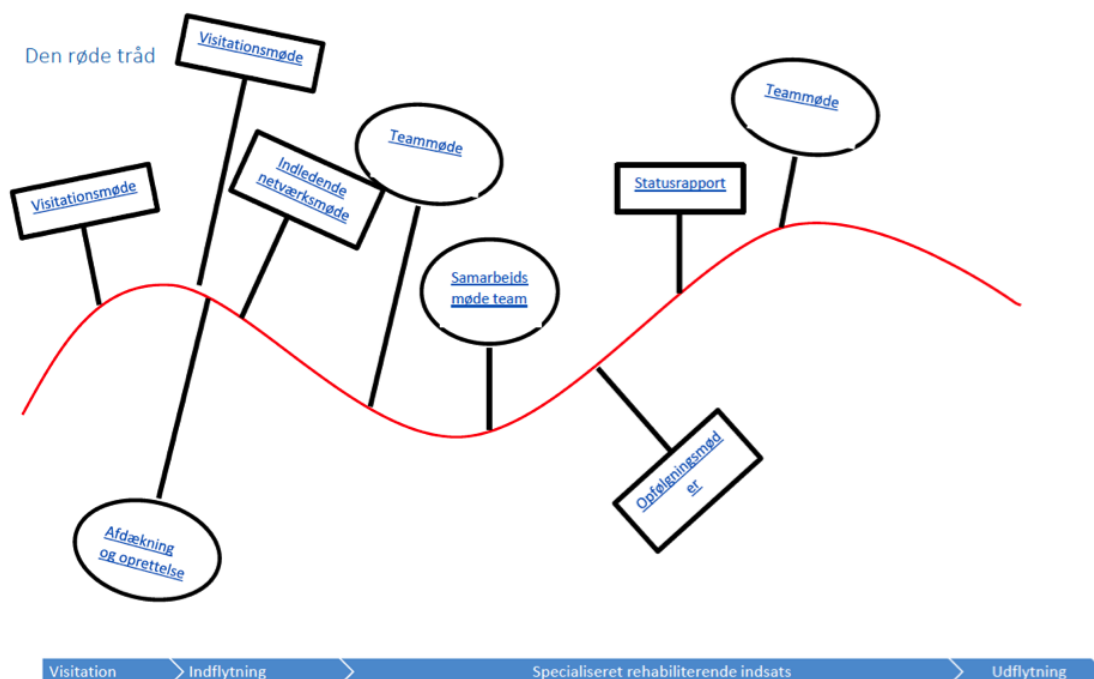 Den røde tråd
Visitationsmøde
Visitationsmøde
Indledende
netværksmøde
Teammøde
Samarbejds
møde team
Statusrapport
Teammøde
Opfølgningsmød
er
Afdækning
og oprettelse
Visitation
Indflytning
Specialiseret rehabiliterende indsats
Udflytning